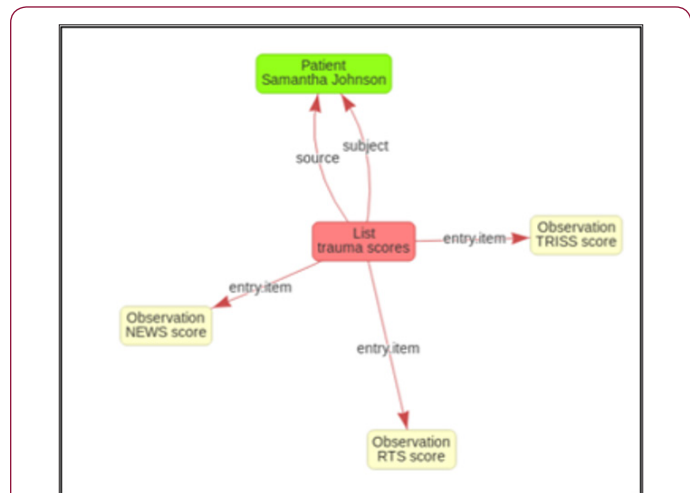 Patient
Samantha Johnson
source
subject
List
trauma scores
entry.item
Observation
TRISS score
entry.item
Observation
NEWS score
entry.item
Observation
RTS score